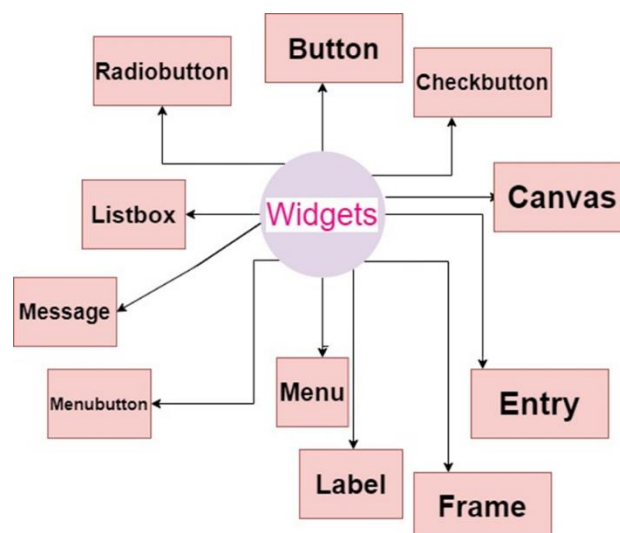 Button
Radiobutton
Checkbutton
Canvas
Listbox
Widgets
Message
Menu
Menubutton
Entry
Label
Frame